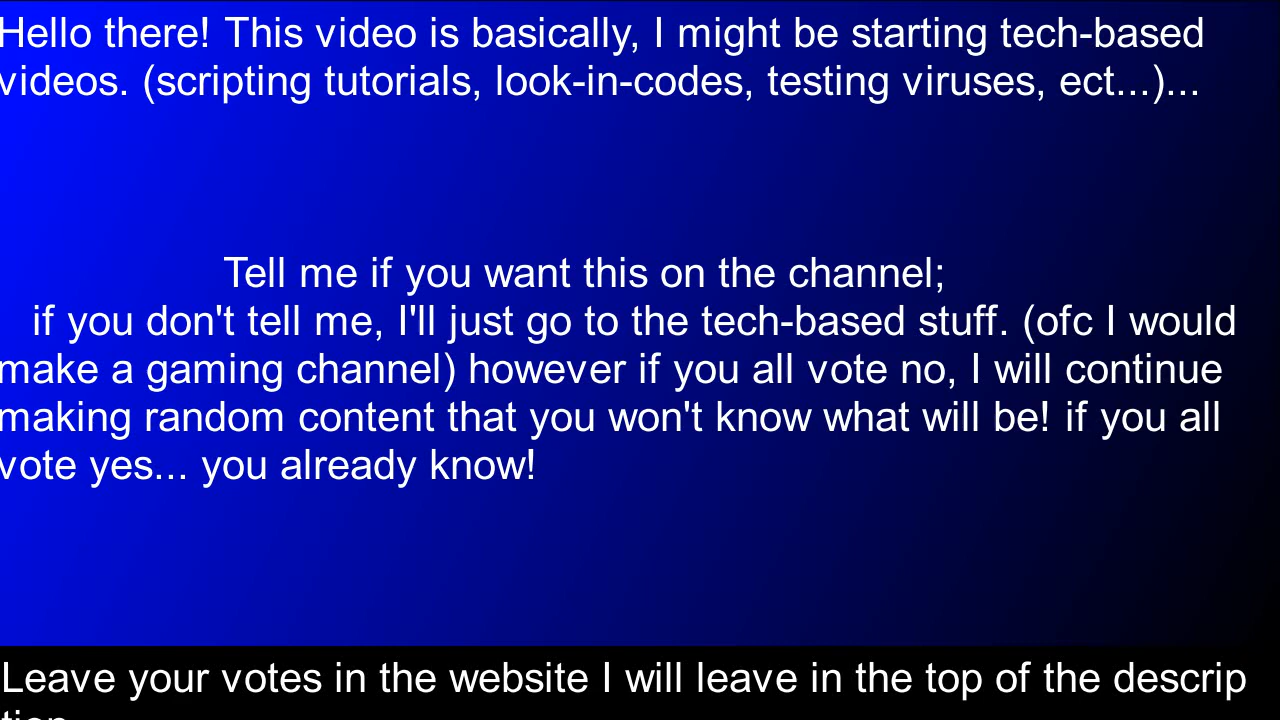 Hello there! This video is basically, I might be starting tech-based
videos. (scripting tutorials, look-in-codes, testing viruses, ect...)...
Tell me if you want this on the channel;
if you don't tell me, I'll just go to the tech-based stuff. (ofc I would
make a gaming channel) however if you all vote no, I will continue
making random content that you won't know what will be! if you all
vote yes... you already know!
Leave your votes in the website I will leave in the top of the descrip
tion